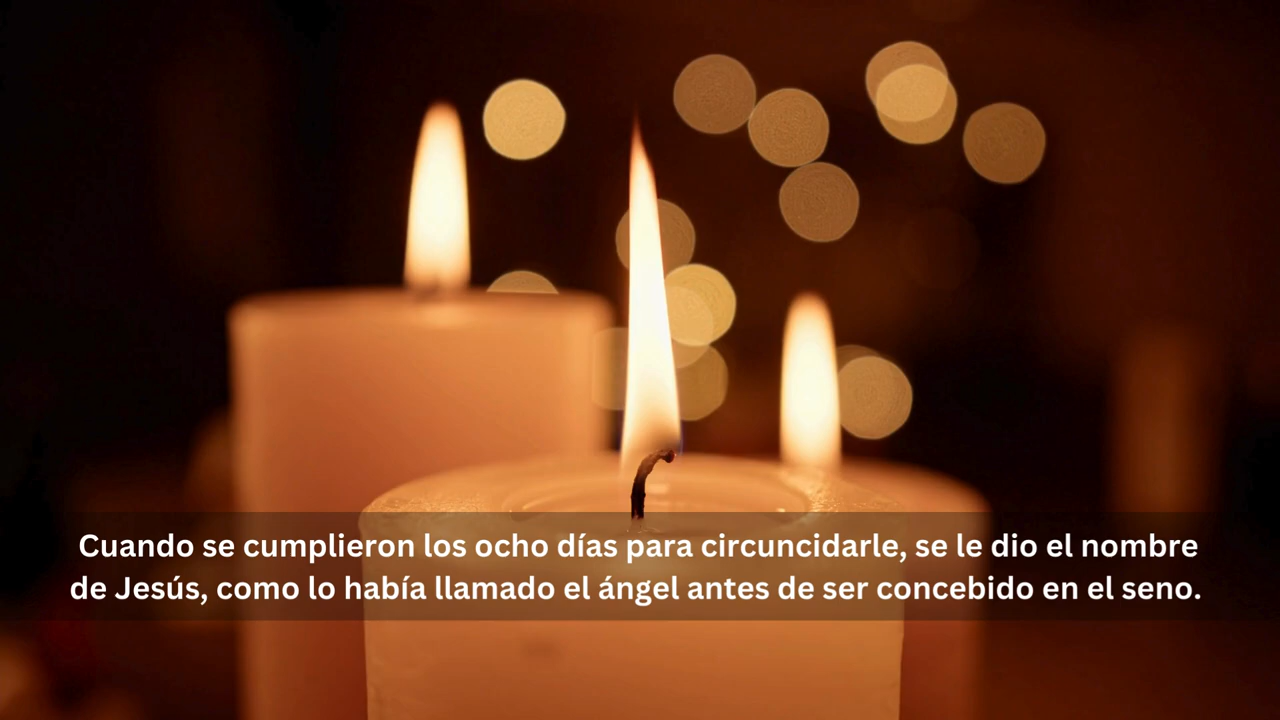 Cuando se cumplieron los ocho días para circuncidarle, se le dio el nombre
de Jesús, como lo había llamado el ángel antes de ser concebido en el seno.